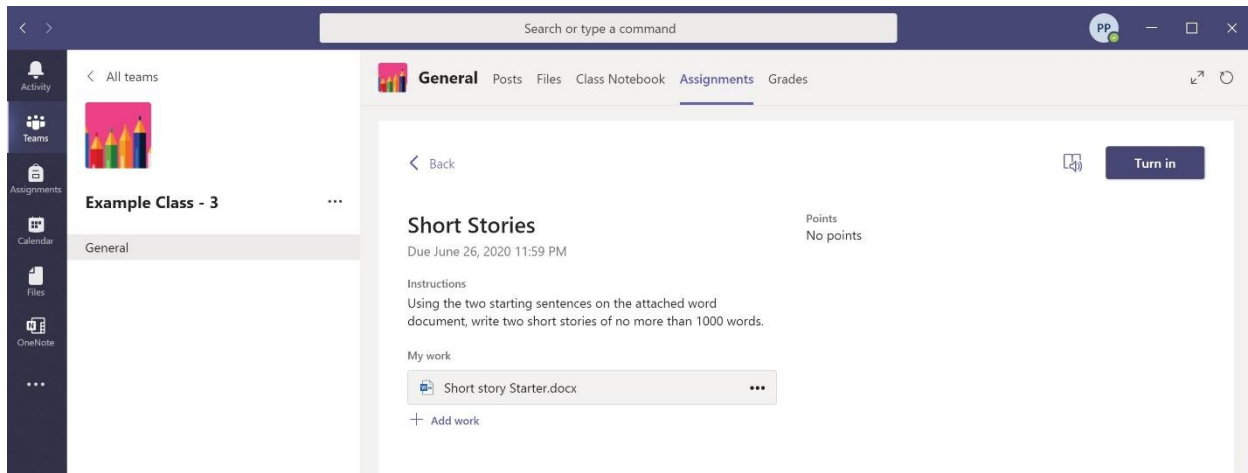 Search or type a command
PP
Activity
Teams
Assignments
Calendar
Files
OneNote
All teams
Example Class - 3
General
General Posts Files Class Notebook Assignments Grades
Back
Turn in
Short Stories
Due June 26, 2020 11:59 PM
Points
No points
Instructions
Using the two starting sentences on the attached word
document, write two short stories of no more than 1000 words.
My work
Short story Starter.docx
Add work